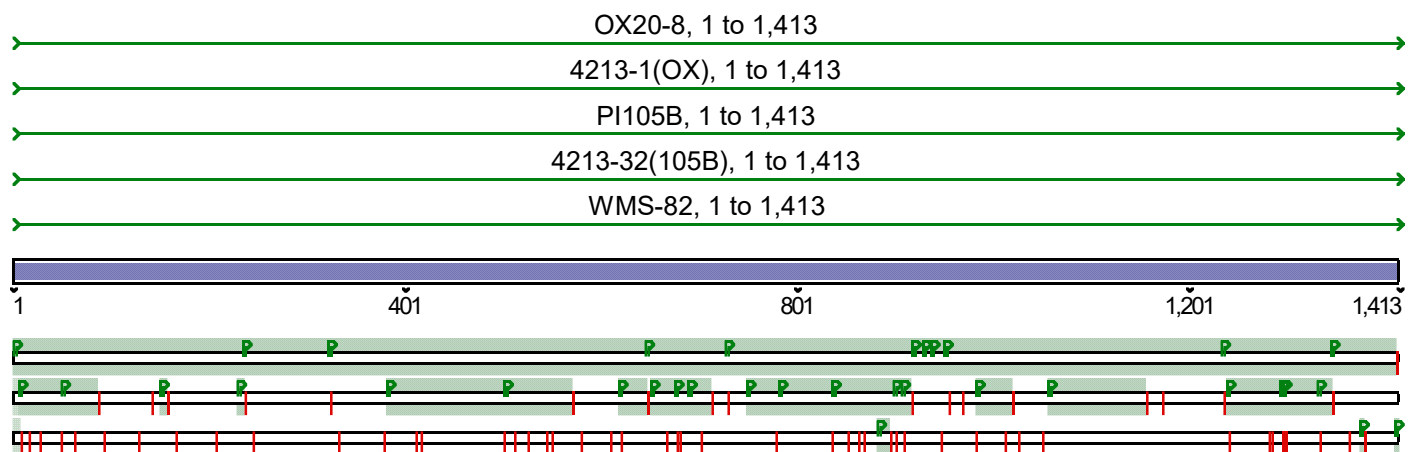 OX20-8, 1 to 1,413
4213-1(OX), 1 to 1,413
PI105B, 1 to 1,413
4213-32(105B), 1 to 1,413
WMS-82, 1 to 1,413
1 401 801 1,201 1,413
P P P P P P P P P P P
P P P P P P P P P P P P P P P P P P P P P P
P P P